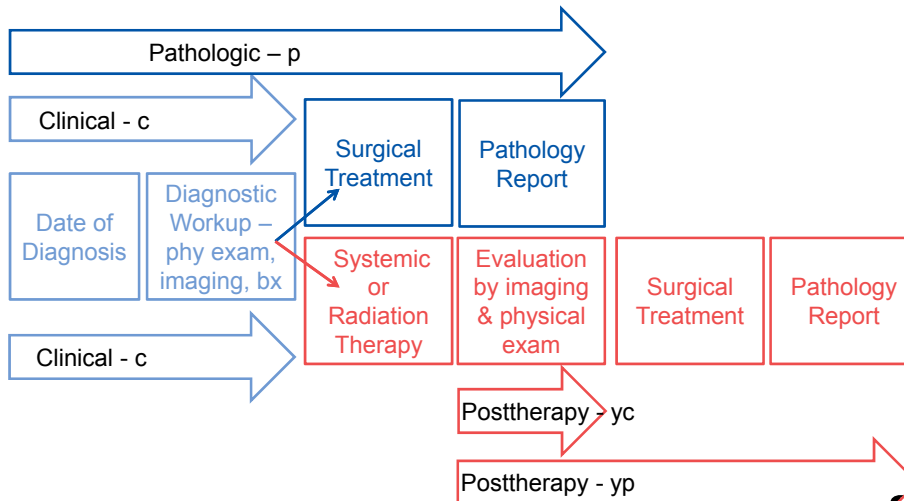 Pathologic – p
Clinical - c
Surgical
Treatment
Pathology
Report
Date of
Diagnosis
Diagnostic
Workup –
phy exam,
imaging, bx
Systemic
or
Radiation
Therapy
Evaluation
by imaging
& physical
exam
Surgical
Treatment
Pathology
Report
Clinical - c
Posttherapy - yc
Posttherapy - yp